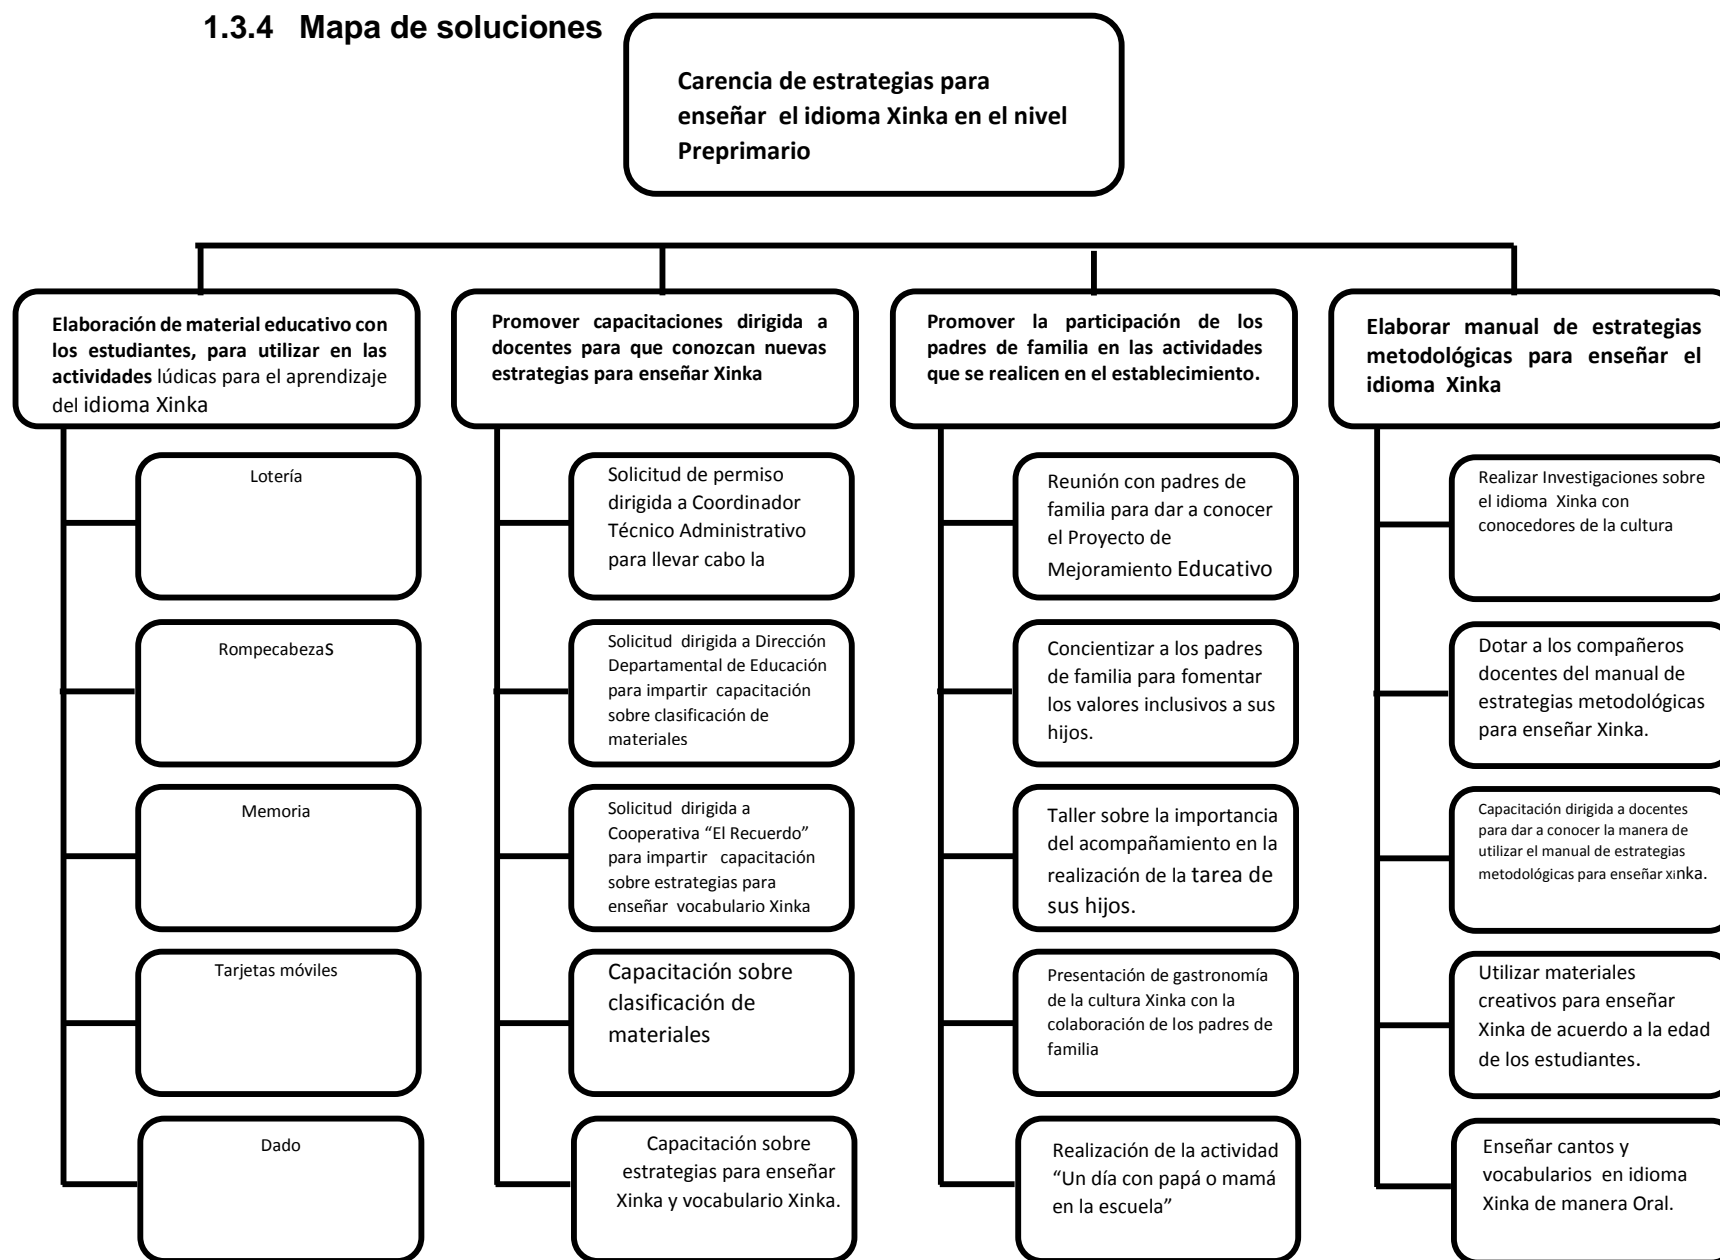 1.3.4 Mapa de soluciones
Carencia de estrategias para
enseñar el idioma Xinka en el nivel
Preprimario
Elaboración de material educativo con
los estudiantes, para utilizar en las
actividades lúdicas para el aprendizaje
del idioma Xinka
Lotería
RompecabezaS
Memoria
Tarjetas móviles
Dado
Promover capacitaciones dirigida a
docentes para que conozcan nuevas
estrategias para enseñar Xinka
Solicitud de permiso
dirigida a Coordinador
Técnico Administrativo
para llevar cabo la
Solicitud dirigida a Dirección
Departamental de Educación
para impartir capacitación
sobre clasificación de
materiales
Solicitud dirigida a
Cooperativa “El Recuerdo”
para impartir capacitación
sobre estrategias para
enseñar vocabulario Xinka
Capacitación sobre
clasificación de
materiales
Capacitación sobre
estrategias para enseñar
Xinka y vocabulario Xinka.
Promover la participación de los
padres de familia en las actividades
que se realicen en el establecimiento.
Reunión con padres de
familia para dar a conocer
el Proyecto de
Mejoramiento Educativo
Concientizar a los padres
de familia para fomentar
los valores inclusivos a sus
hijos.
Taller sobre la importancia
del acompañamiento en la
realización de la tarea de
sus hijos.
Presentación de gastronomía
de la cultura Xinka con la
colaboración de los padres de
familia
Realización de la actividad
“Un día con papá o mamá
en la escuela”
Elaborar manual de estrategias
metodológicas para enseñar el
idioma Xinka
Realizar Investigaciones sobre
el idioma Xinka con
conocedores de la cultura
Dotar a los compañeros
docentes del manual de
estrategias metodológicas
para enseñar Xinka.
Capacitación dirigida a docentes
para dar a conocer la manera de
utilizar el manual de estrategias
metodológicas para enseñar xinka.
Utilizar materiales
creativos para enseñar
Xinka de acuerdo a la edad
de los estudiantes.
Enseñar cantos y
vocabularios en idioma
Xinka de manera Oral.